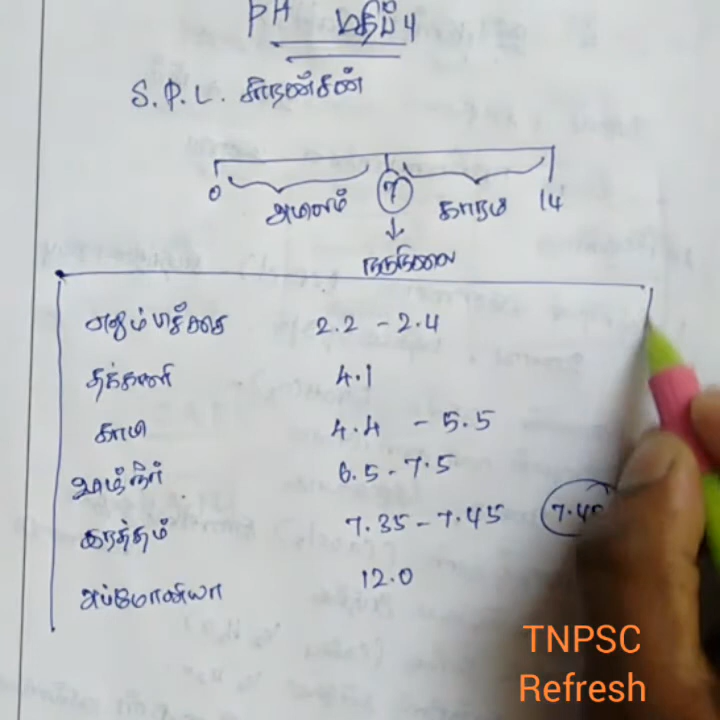 PH மதிப்பு
S.P.L. சாரன்சன்
0 அமிலம் 7 காரம் 14
நடுநிலை
எலுமிச்சை 2.2 - 2.4
தக்காளி 4.1
காபி 4.4 - 5.5
உமிழ்நீர் 6.5 - 7.5
இரத்தம் 7.35 - 7.45
அம்மோனியா 12.0
TNPSC
Refresh